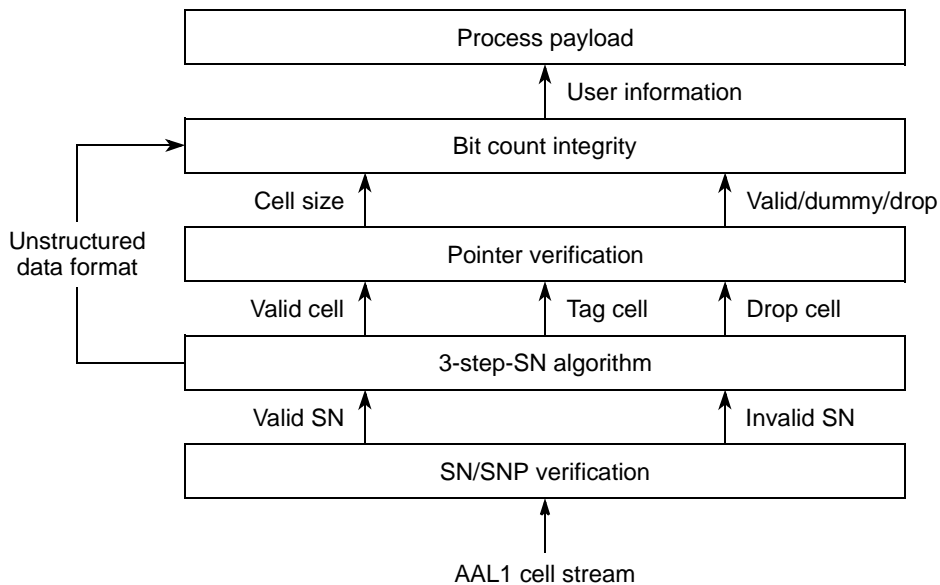 Process payload
User information
Bit count integrity
Cell size
Valid/dummy/drop
Unstructured
data format
Pointer verification
Valid cell
Tag cell
Drop cell
3-step-SN algorithm
Valid SN
Invalid SN
SN/SNP verification
AAL1 cell stream